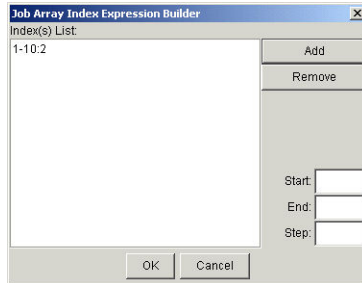 Job Array Index Expression Builder
Index(s) List:
1-10:2
Add
Remove
Start:
End:
Step:
OK
Cancel